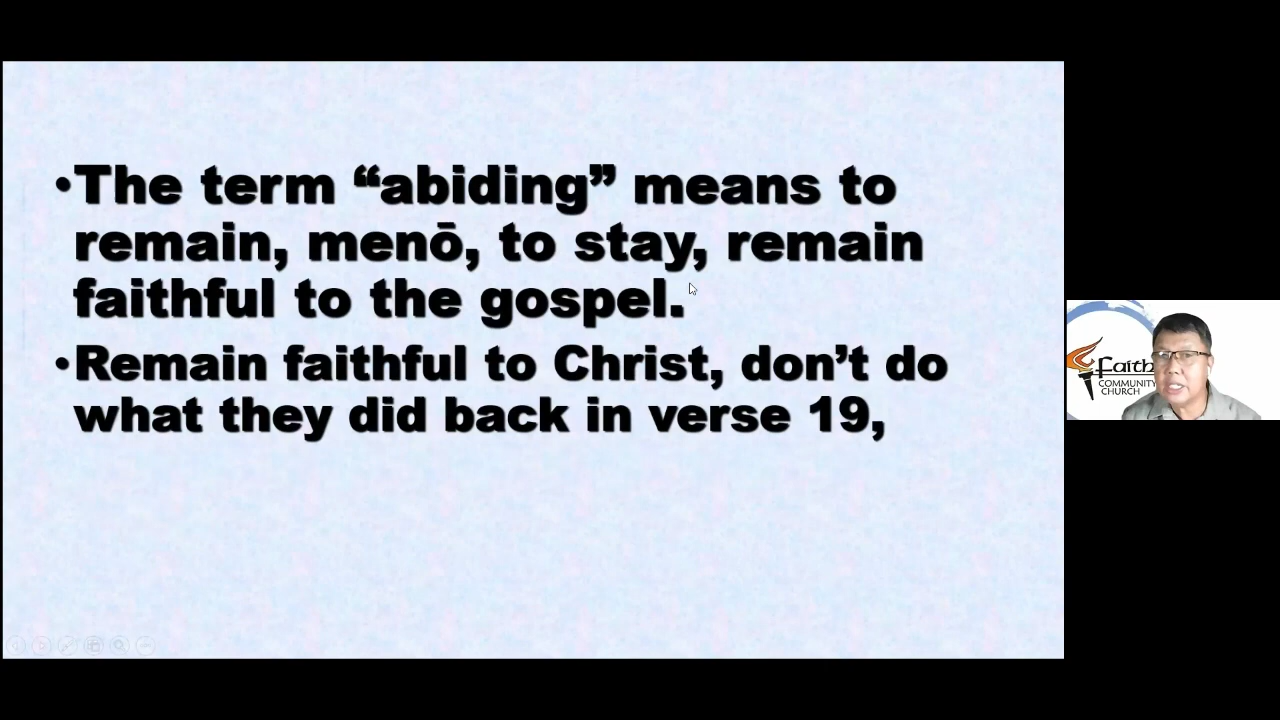 •The term “abiding” means to
remain, menō, to stay, remain
faithful to the gospel.
•Remain faithful to Christ, don’t do
what they did back in verse 19,
Faith
COMMUNITY
CHURCH